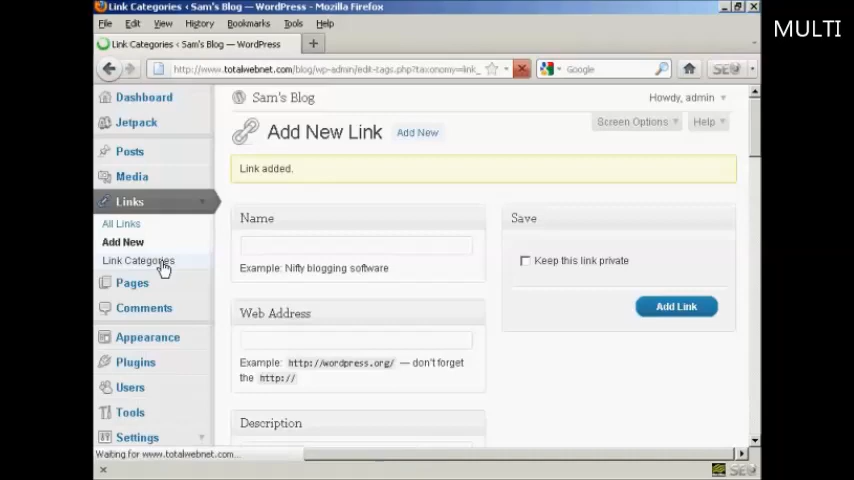 Link Categories ‹ Sam's Blog — WordPress - Mozilla Firefox
MULTI
File Edit View History Bookmarks Tools Help
Link Categories ‹ Sam's Blog — WordPress
http://www.totalwebnet.com/blog/wp-admin/edit-tags.php?taxonomy=link_
Google
SEO
Dashboard
Jetpack
Posts
Media
Links
All Links
Add New
Link Categories
Pages
Comments
Appearance
Plugins
Users
Tools
Settings
Sam's Blog
Howdy, admin
Add New Link Add New
Screen Options Help
Link added.
Name
Example: Nifty blogging software
Web Address
Example: http://wordpress.org/ — don't forget
the http://
Description
Save
Keep this link private
Add Link
Waiting for www.totalwebnet.com...
SEO